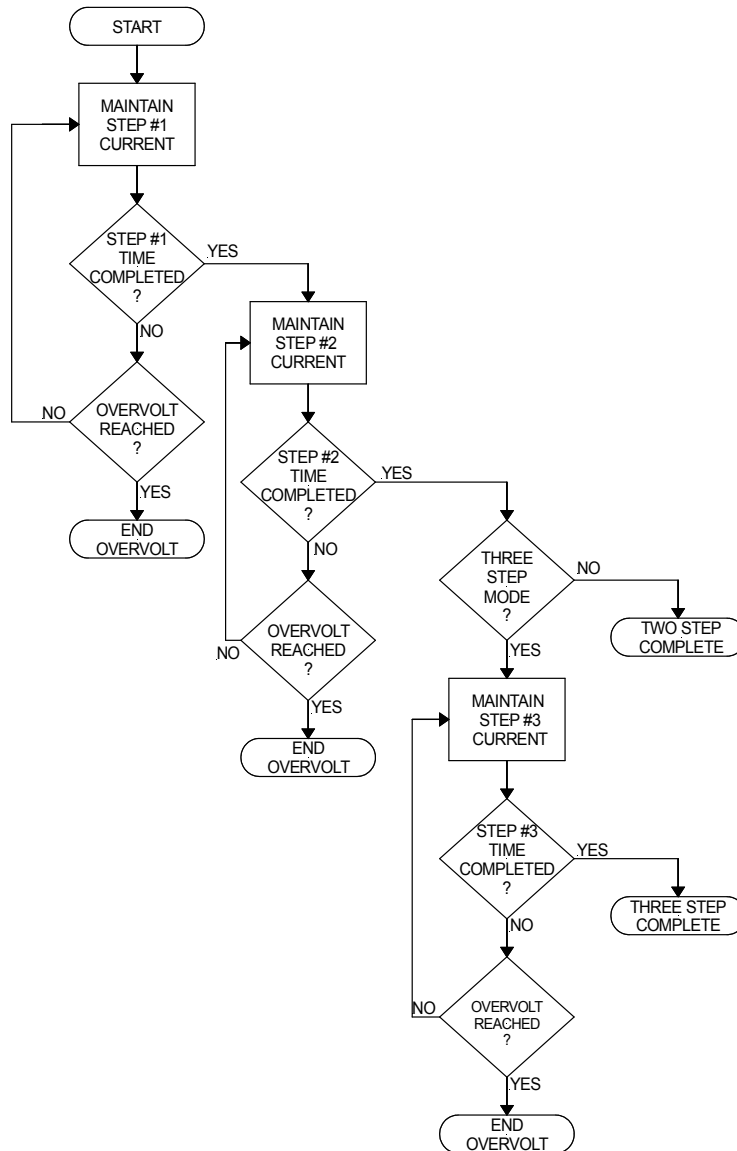 START
MAINTAIN
STEP #1
CURRENT
STEP #1
TIME
COMPLETED
?
YES
NO
OVERVOLT
REACHED
?
NO
YES
END
OVERVOLT
MAINTAIN
STEP #2
CURRENT
STEP #2
TIME
COMPLETED
?
YES
NO
OVERVOLT
REACHED
?
NO
YES
END
OVERVOLT
THREE
STEP
MODE
?
NO
TWO STEP
COMPLETE
YES
MAINTAIN
STEP #3
CURRENT
STEP #3
TIME
COMPLETED
?
YES
THREE STEP
COMPLETE
NO
OVERVOLT
REACHED
?
NO
YES
END
OVERVOLT